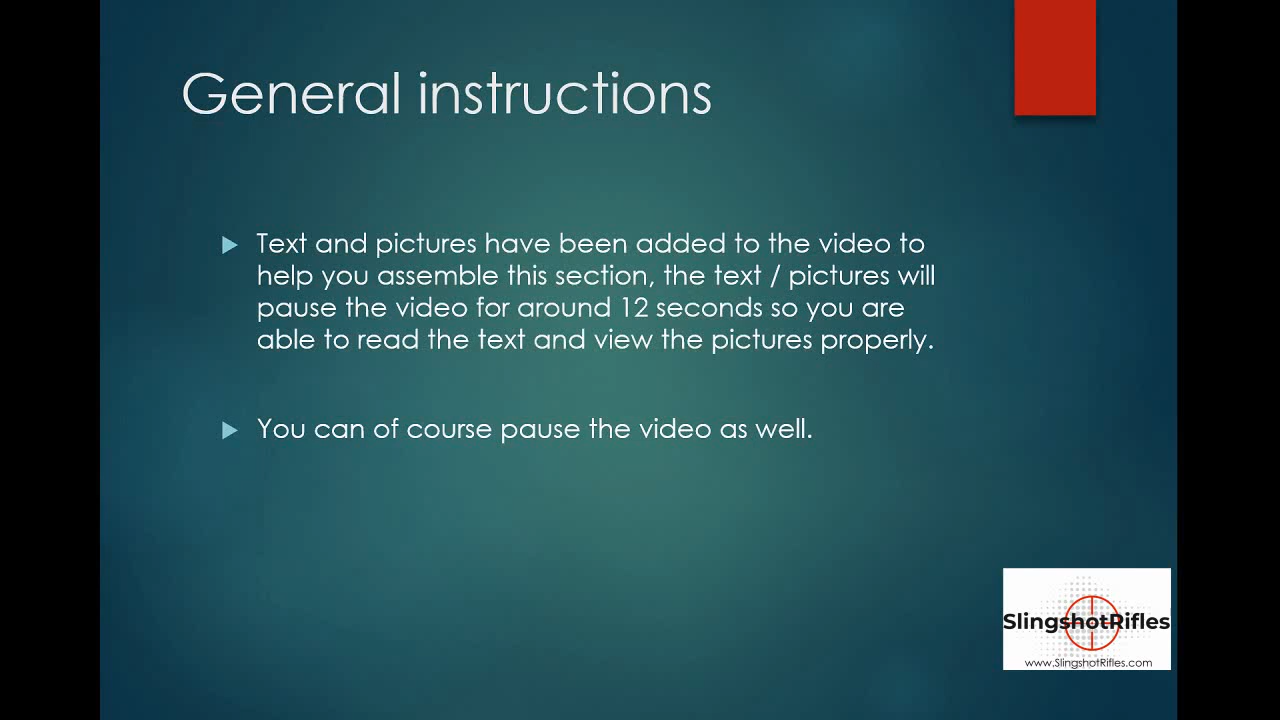 General instructions
Text and pictures have been added to the video to
help you assemble this section, the text / pictures will
pause the video for around 12 seconds so you are
able to read the text and view the pictures properly.
You can of course pause the video as well.
SlingshotRifles
www.SlingshotRifles.com